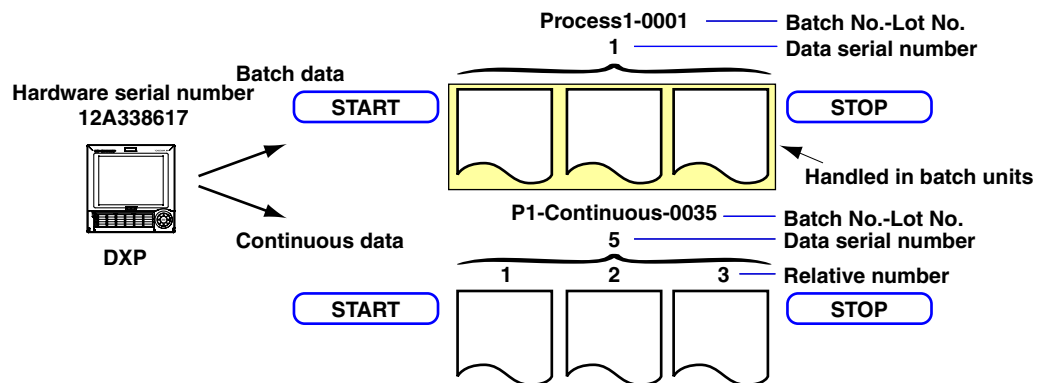 Process1-0001
Batch No.-Lot No.
1
Data serial number
Batch data
Hardware serial number
12A338617
START
STOP
Handled in batch units
DXP
P1-Continuous-0035
Batch No.-Lot No.
Continuous data
5
Data serial number
1
2
3
Relative number
START
STOP